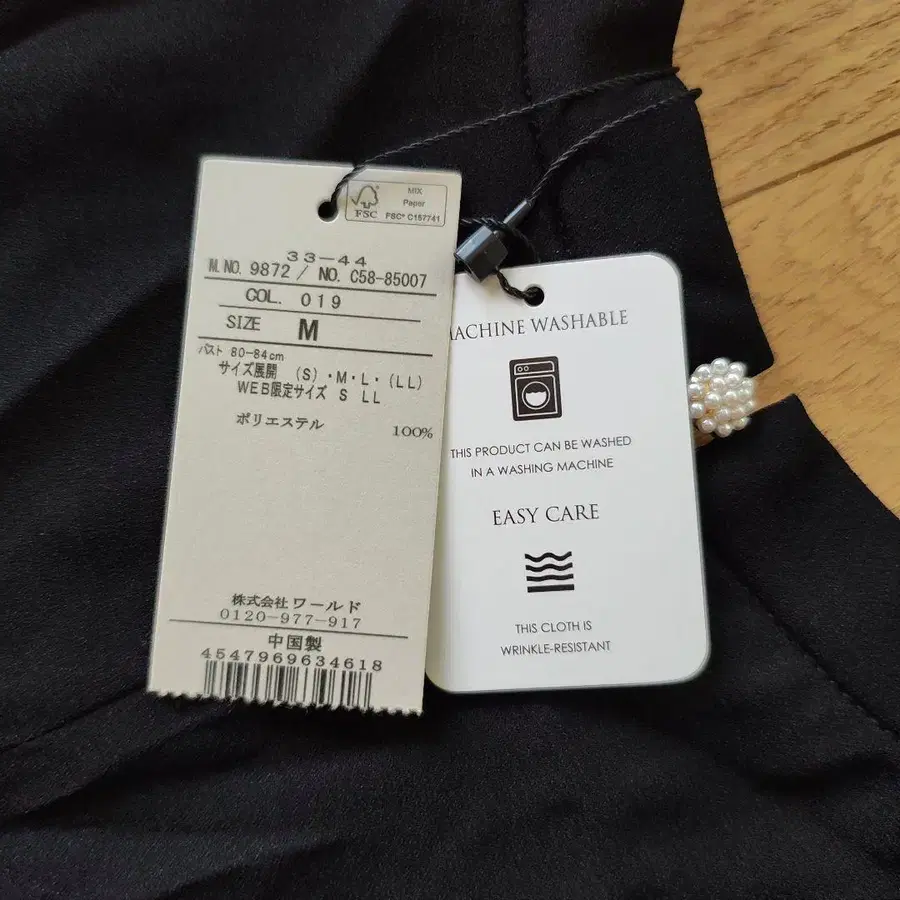 FSC
MIX
Paper
FSC® C157741
33-44
M.NO. 9872 / NO. C58-85007
COL. 019
SIZE M
バスト 80-84cm
サイズ展開 (S)・M・L・(LL)
WEB限定サイズ S LL
ポリエステル 100%
株式会社ワールド
0120-977-917
中国製
4547969634618
MACHINE WASHABLE
THIS PRODUCT CAN BE WASHED
IN A WASHING MACHINE
EASY CARE
THIS CLOTH IS
WRINKLE-RESISTANT